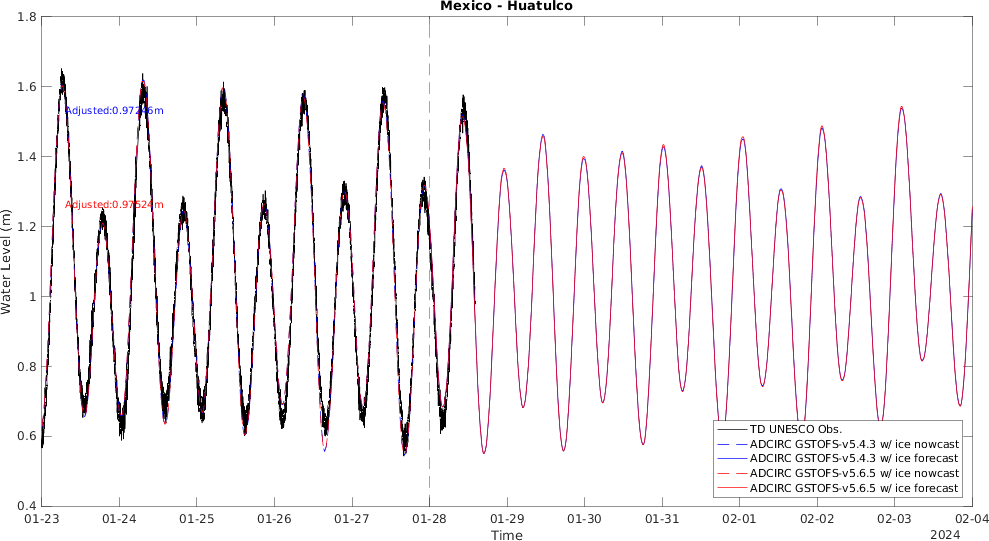 Mexico - Huatulco
1.8
1.6
1.4
1.2
1
0.8
0.6
0.4
Water Level (m)
Adjusted:0.97246m
Adjusted:0.97524m
TD UNESCO Obs.
ADCIRC GSTOFS-v5.4.3 w/ ice nowcast
ADCIRC GSTOFS-v5.4.3 w/ ice forecast
ADCIRC GSTOFS-v5.6.5 w/ ice nowcast
ADCIRC GSTOFS-v5.6.5 w/ ice forecast
01-23 01-24 01-25 01-26 01-27 01-28 01-29 01-30 01-31 02-01 02-02 02-03 02-04
Time
2024